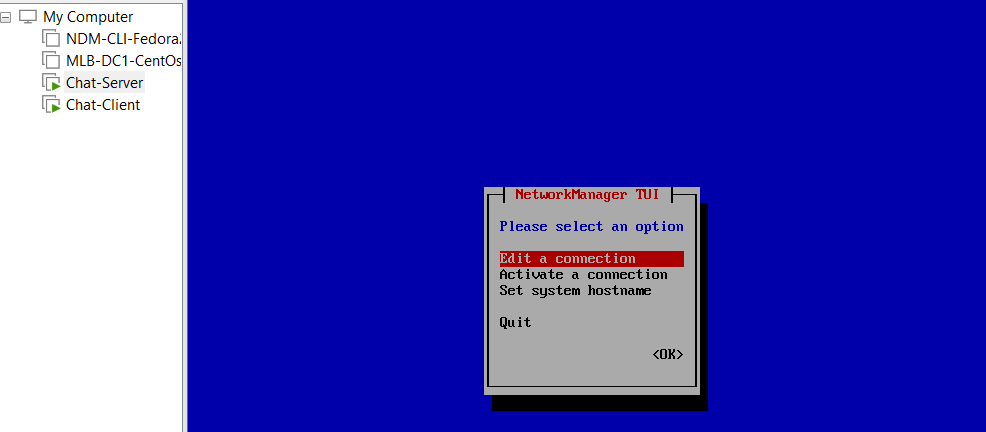 My Computer
NDM-CLI-Fedora
MLB-DC1-CentOs
Chat-Server
Chat-Client
NetworkManager TUI
Please select an option
Edit a connection
Activate a connection
Set system hostname
Quit
<OK>